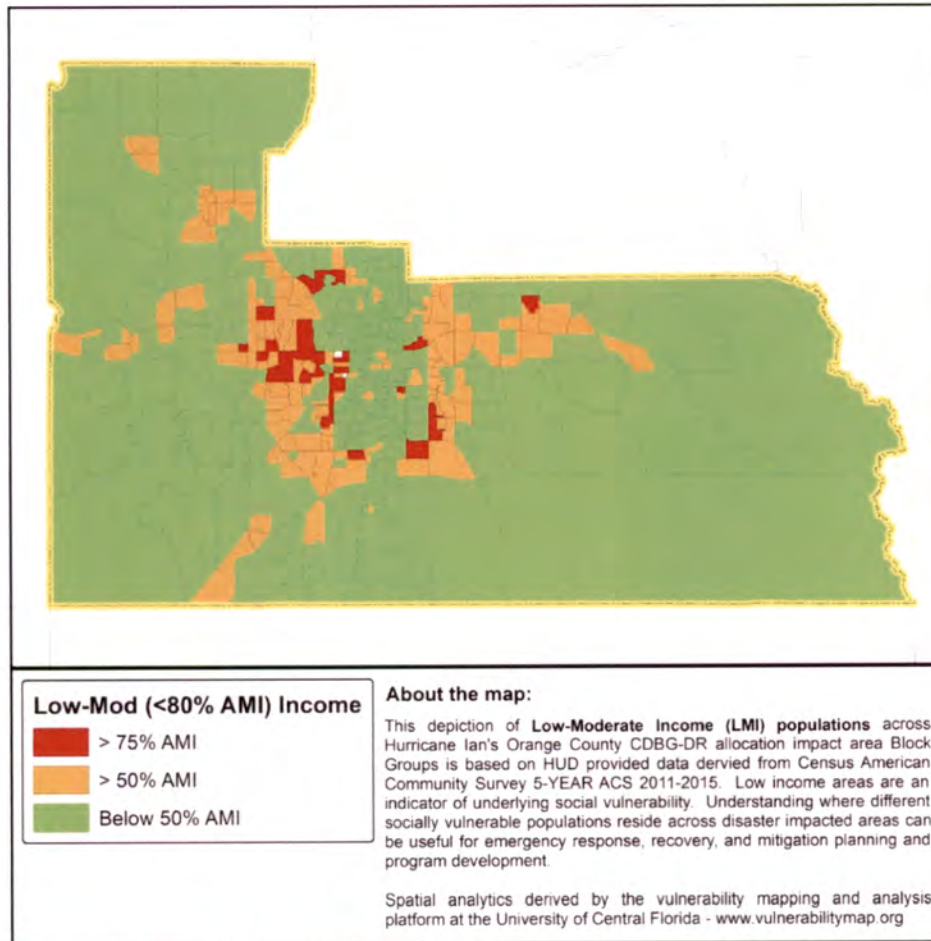 Low-Mod (<80% AMI) Income
> 75% AMI
> 50% AMI
Below 50% AMI
About the map:
This depiction of Low-Moderate Income (LMI) populations across
Hurricane Ian's Orange County CDBG-DR allocation impact area Block
Groups is based on HUD provided data dervied from Census American
Community Survey 5-YEAR ACS 2011-2015. Low income areas are an
indicator of underlying social vulnerability. Understanding where different
socially vulnerable populations reside across disaster impacted areas can
be useful for emergency response, recovery, and mitigation planning and
program development.
Spatial analytics derived by the vulnerability mapping and analysis
platform at the University of Central Florida - www.vulnerabilitymap.org